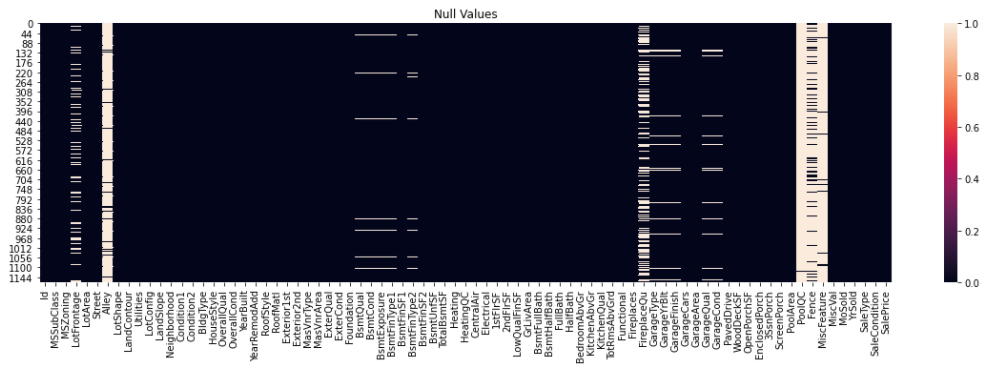 Null Values
0
44
88
132
176
220
264
308
352
396
440
484
528
572
616
660
704
748
792
836
880
924
968
1012
1056
1100
1144
1.0
0.8
0.6
0.4
0.2
0.0
Id
MSSubClass
MSZoning
LotFrontage
LotArea
Street
Alley
LotShape
LandContour
Utilities
LotConfig
LandSlope
Neighborhood
Condition1
Condition2
BldgType
HouseStyle
OverallQual
OverallCond
YearBuilt
YearRemodAdd
RoofStyle
RoofMatl
Exterior1st
Exterior2nd
MasVnrType
MasVnrArea
ExterQual
ExterCond
Foundation
BsmtQual
BsmtCond
BsmtExposure
BsmtFinType1
BsmtFinSF1
BsmtFinType2
BsmtFinSF2
BsmtUnfSF
TotalBsmtSF
Heating
HeatingQC
CentralAir
Electrical
1stFlrSF
2ndFlrSF
LowQualFinSF
GrLivArea
BsmtFullBath
BsmtHalfBath
FullBath
HalfBath
BedroomAbvGr
KitchenAbvGr
KitchenQual
TotRmsAbvGrd
Functional
Fireplaces
FireplaceQu
GarageType
GarageYrBlt
GarageFinish
GarageCars
GarageArea
GarageQual
GarageCond
PavedDrive
WoodDeckSF
OpenPorchSF
EnclosedPorch
3SsnPorch
ScreenPorch
PoolArea
PoolQC
Fence
MiscFeature
MiscVal
MoSold
YrSold
SaleType
SaleCondition
SalePrice